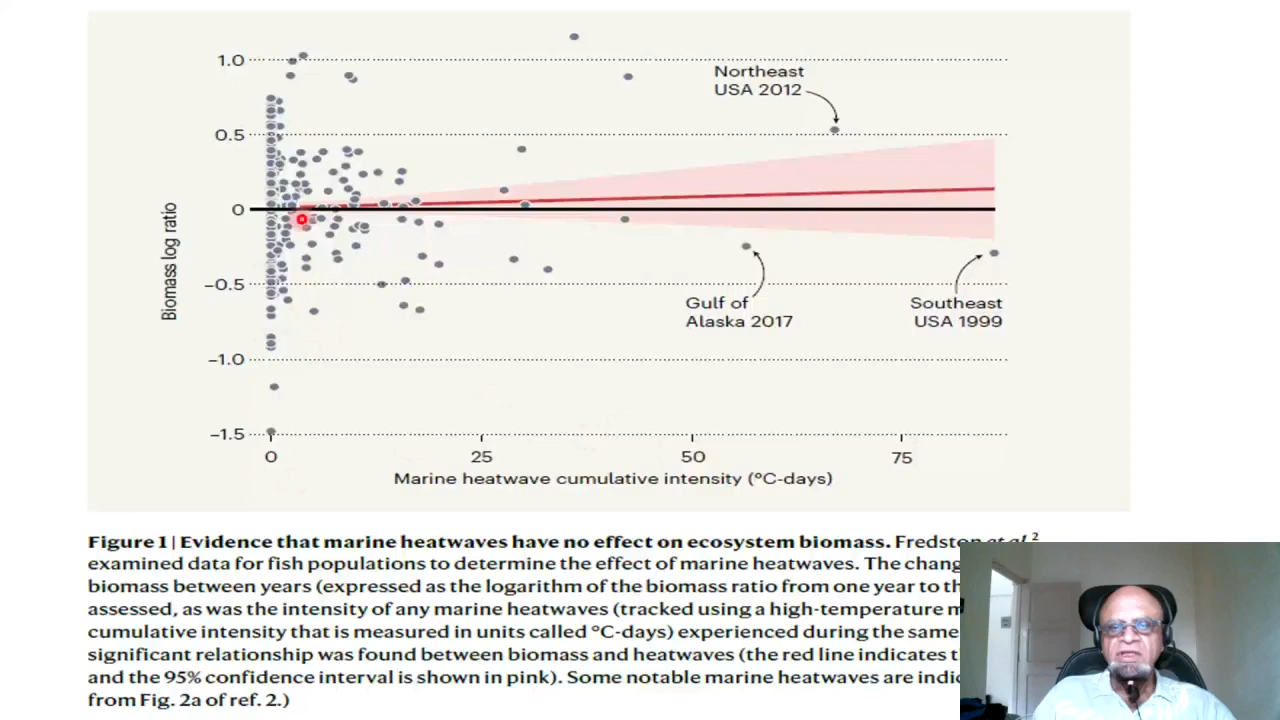 1.0
Northeast
USA 2012
0.5
0
Biomass log ratio
−0.5
Gulf of
Alaska 2017
Southeast
USA 1999
−1.0
−1.5
0 25 50 75
Marine heatwave cumulative intensity (°C-days)
Figure 1 | Evidence that marine heatwaves have no effect on ecosystem biomass. Fredston et al.2
examined data for fish populations to determine the effect of marine heatwaves. The chang
biomass between years (expressed as the logarithm of the biomass ratio from one year to th
assessed, as was the intensity of any marine heatwaves (tracked using a high-temperature m
cumulative intensity that is measured in units called °C-days) experienced during the same
significant relationship was found between biomass and heatwaves (the red line indicates t
and the 95% confidence interval is shown in pink). Some notable marine heatwaves are indic
from Fig. 2a of ref. 2.)